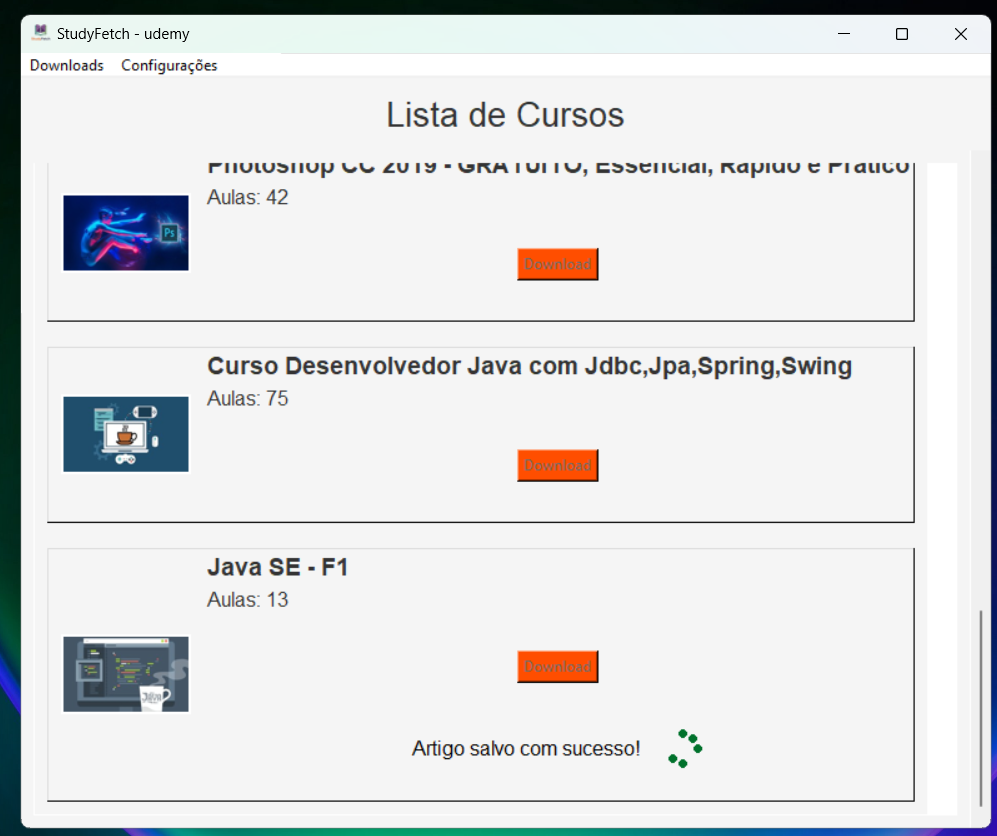 StudyFetch - udemy
Downloads Configurações
Lista de Cursos
Photoshop CC 2019 - GRATUITO, Essencial, Rápido e Prático
Aulas: 42
Ps
Download
Curso Desenvolvedor Java com Jdbc,Jpa,Spring,Swing
Aulas: 75
Download
Java SE - F1
Aulas: 13
Java
Download
Artigo salvo com sucesso!